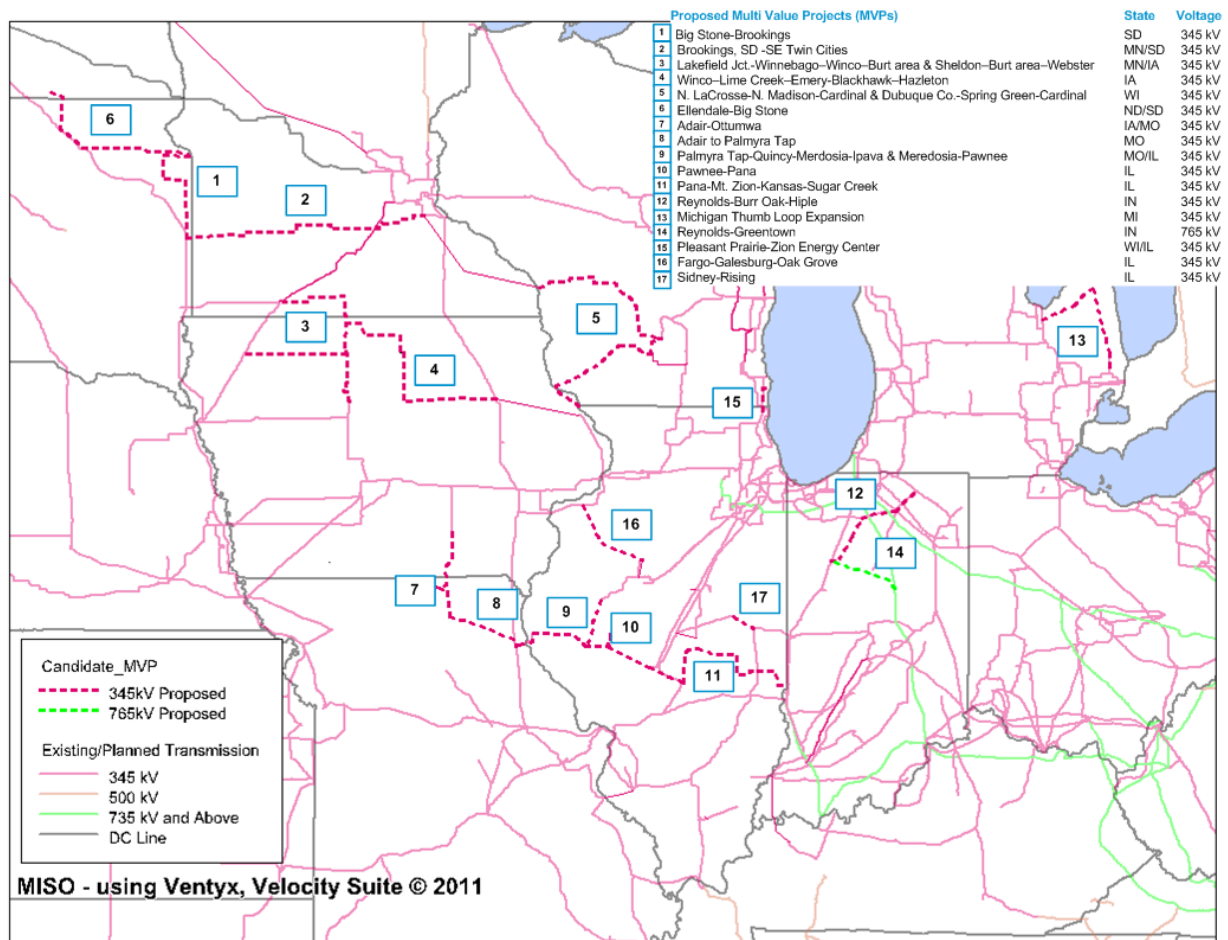 Proposed Multi Value Projects (MVPs) State Voltage
1 Big Stone-Brookings SD 345 kV
2 Brookings, SD -SE Twin Cities MN/SD 345 kV
3 Lakefield Jct.-Winnebago–Winco–Burt area & Sheldon–Burt area–Webster MN/IA 345 kV
4 Winco–Lime Creek–Emery-Blackhawk–Hazleton IA 345 kV
5 N. LaCrosse-N. Madison-Cardinal & Dubuque Co.-Spring Green-Cardinal WI 345 kV
6 Ellendale-Big Stone ND/SD 345 kV
7 Adair-Ottumwa IA/MO 345 kV
8 Adair to Palmyra Tap MO 345 kV
9 Palmyra Tap-Quincy-Merdosia-Ipava & Meredosia-Pawnee MO/IL 345 kV
10 Pawnee-Pana IL 345 kV
11 Pana-Mt. Zion-Kansas-Sugar Creek IL 345 kV
12 Reynolds-Burr Oak-Hiple IN 345 kV
13 Michigan Thumb Loop Expansion MI 345 kV
14 Reynolds-Greentown IN 765 kV
15 Pleasant Prairie-Zion Energy Center WI/IL 345 kV
16 Fargo-Galesburg-Oak Grove IL 345 kV
17 Sidney-Rising IL 345 kV
6
1
2
5
3
13
4
15
12
16
14
7
8
9
17
10
11
Candidate_MVP
345kV Proposed
765kV Proposed
Existing/Planned Transmission
345 kV
500 kV
735 kV and Above
DC Line
MISO - using Ventyx, Velocity Suite © 2011